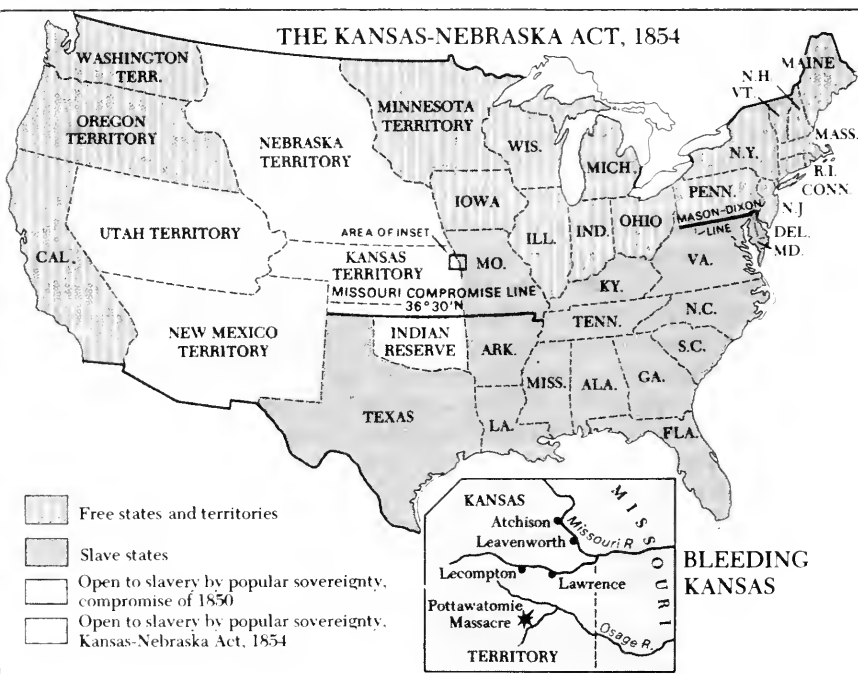 THE KANSAS-NEBRASKA ACT, 1854
WASHINGTON
TERR.
OREGON
TERRITORY
NEBRASKA
TERRITORY
MINNESOTA
TERRITORY
WIS.
MICH.
IOWA
ILL.
IND.
OHIO
PENN.
N.Y.
VT.
N.H.
MAINE
MASS.
R.I.
CONN.
N.J
DEL.
MD.
MASON-DIXON
LINE
CAL.
UTAH TERRITORY
AREA OF INSET
KANSAS
TERRITORY
MO.
MISSOURI COMPROMISE LINE
36°30'N
KY.
VA.
NEW MEXICO
TERRITORY
INDIAN
RESERVE
ARK.
TENN.
N.C.
S.C.
TEXAS
LA.
MISS.
ALA.
GA.
FLA.
Free states and territories
Slave states
Open to slavery by popular sovereignty,
compromise of 1850
Open to slavery by popular sovereignty,
Kansas-Nebraska Act, 1854
KANSAS
MISSOURI
Atchison
Missouri R
Leavenworth
Lecompton
Lawrence
Pottawatomie
Massacre
Osage R.
TERRITORY
BLEEDING
KANSAS